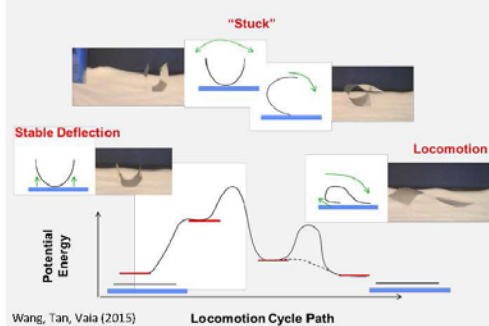 “Stuck”
Stable Deflection
Locomotion
Potential
Energy
Wang, Tan, Vaia (2015)
Locomotion Cycle Path